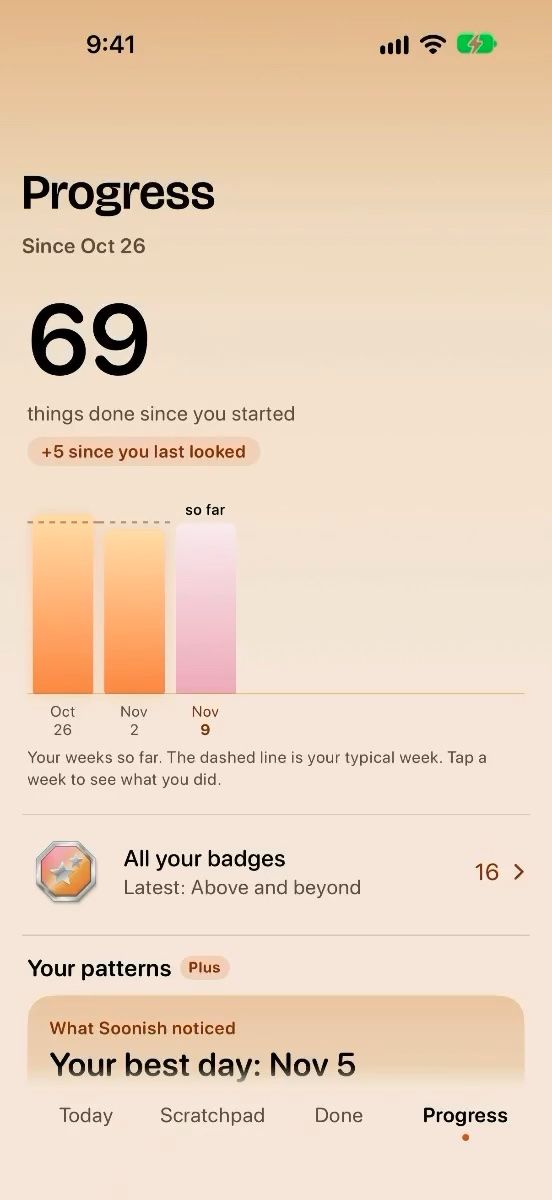 9:41
Progress
Since Oct 26
69
things done since you started
+5 since you last looked
so far
Oct
26
Nov
2
Nov
9
Your weeks so far. The dashed line is your typical week. Tap a
week to see what you did.
All your badges
Latest: Above and beyond
16
Your patterns
Plus
What Soonish noticed
Your best day: Nov 5
Today
Scratchpad
Done
Progress